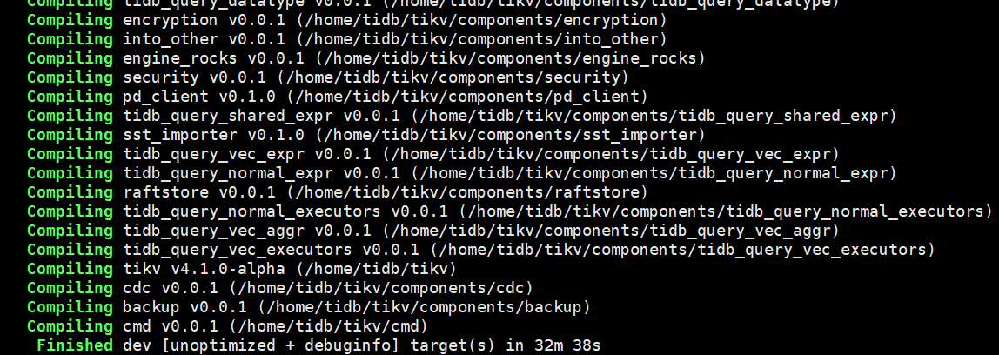 Compiling tidb_query_datatype v0.0.1 (/home/tidb/tikv/components/tidb_query_datatype)
Compiling encryption v0.0.1 (/home/tidb/tikv/components/encryption)
Compiling into_other v0.0.1 (/home/tidb/tikv/components/into_other)
Compiling engine_rocks v0.0.1 (/home/tidb/tikv/components/engine_rocks)
Compiling security v0.0.1 (/home/tidb/tikv/components/security)
Compiling pd_client v0.1.0 (/home/tidb/tikv/components/pd_client)
Compiling tidb_query_shared_expr v0.0.1 (/home/tidb/tikv/components/tidb_query_shared_expr)
Compiling sst_importer v0.1.0 (/home/tidb/tikv/components/sst_importer)
Compiling tidb_query_vec_expr v0.0.1 (/home/tidb/tikv/components/tidb_query_vec_expr)
Compiling tidb_query_normal_expr v0.0.1 (/home/tidb/tikv/components/tidb_query_normal_expr)
Compiling raftstore v0.0.1 (/home/tidb/tikv/components/raftstore)
Compiling tidb_query_normal_executors v0.0.1 (/home/tidb/tikv/components/tidb_query_normal_executors)
Compiling tidb_query_vec_aggr v0.0.1 (/home/tidb/tikv/components/tidb_query_vec_aggr)
Compiling tidb_query_vec_executors v0.0.1 (/home/tidb/tikv/components/tidb_query_vec_executors)
Compiling tikv v4.1.0-alpha (/home/tidb/tikv)
Compiling cdc v0.0.1 (/home/tidb/tikv/components/cdc)
Compiling backup v0.0.1 (/home/tidb/tikv/components/backup)
Compiling cmd v0.0.1 (/home/tidb/tikv/cmd)
Finished dev [unoptimized + debuginfo] target(s) in 32m 38s